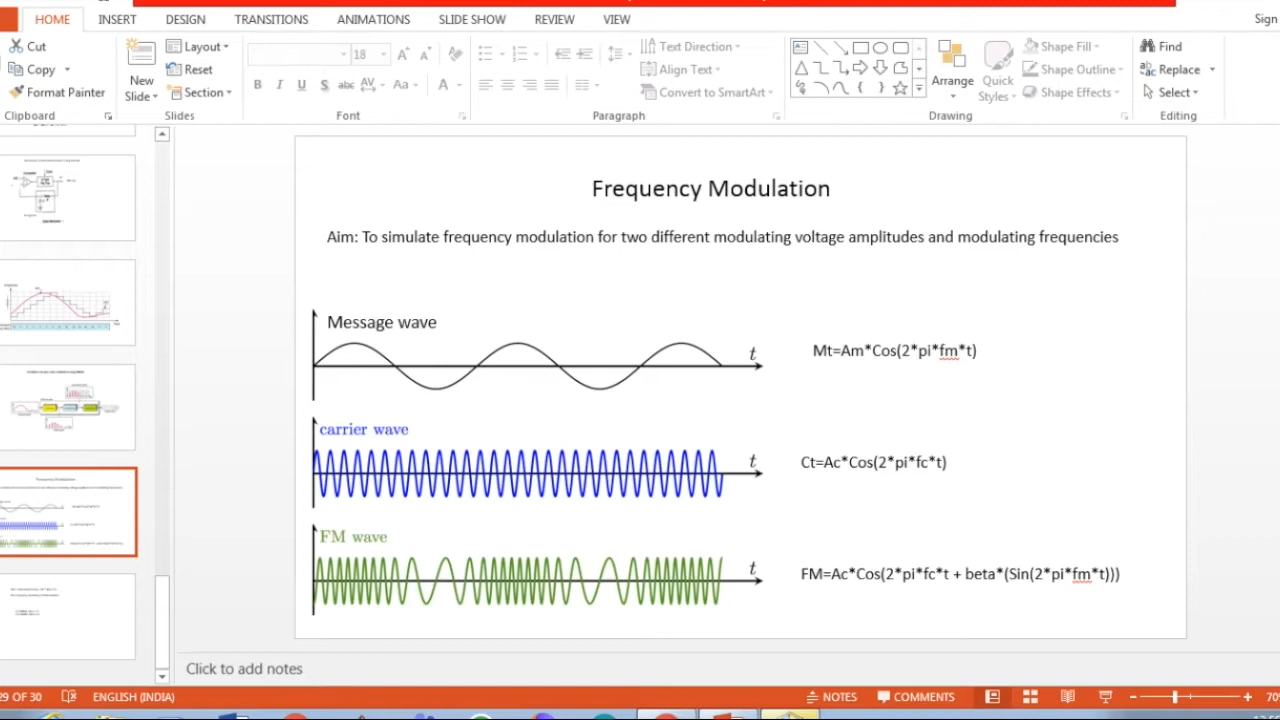 HOME INSERT DESIGN TRANSITIONS ANIMATIONS SLIDE SHOW REVIEW VIEW Sign
Cut
Copy
Format Painter
Clipboard
New
Slide
Layout
Reset
Section
Slides
18
B I U S abc AV Aa A
Font
Text Direction
Align Text
Convert to SmartArt
Paragraph
Arrange
Quick
Styles
Shape Fill
Shape Outline
Shape Effects
Drawing
Find
Replace
Select
Editing
Frequency Modulation
Aim: To simulate frequency modulation for two different modulating voltage amplitudes and modulating frequencies
Message wave
t
Mt=Am*Cos(2*pi*fm*t)
carrier wave
t
Ct=Ac*Cos(2*pi*fc*t)
FM wave
t
FM=Ac*Cos(2*pi*fc*t + beta*(Sin(2*pi*fm*t)))
Click to add notes
29 OF 30 ENGLISH (INDIA) NOTES COMMENTS 70